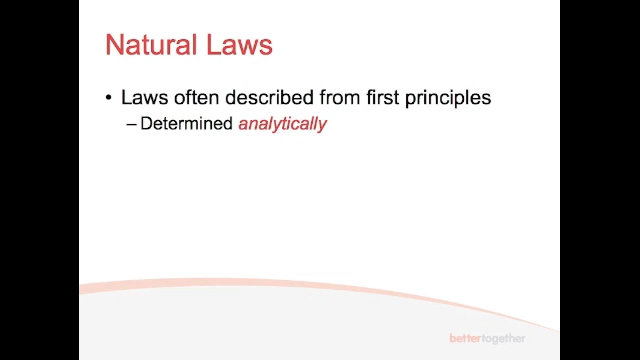 Natural Laws
• Laws often described from first principles
– Determined analytically
bettertogether